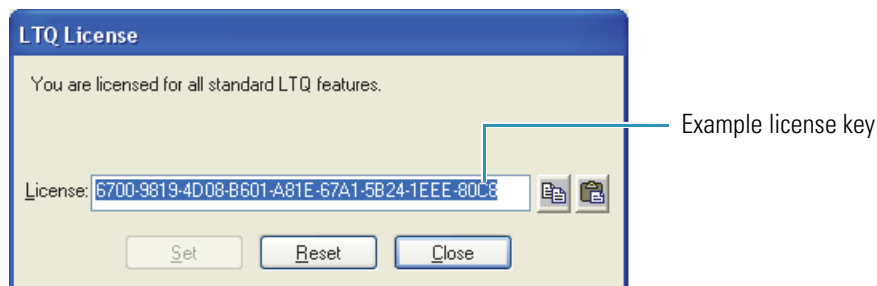 LTQ License
You are licensed for all standard LTQ features.
Example license key
License: 6700-9819-4D08-B601-A81E-67A1-5B24-1EEE-80C8
Set Reset Close